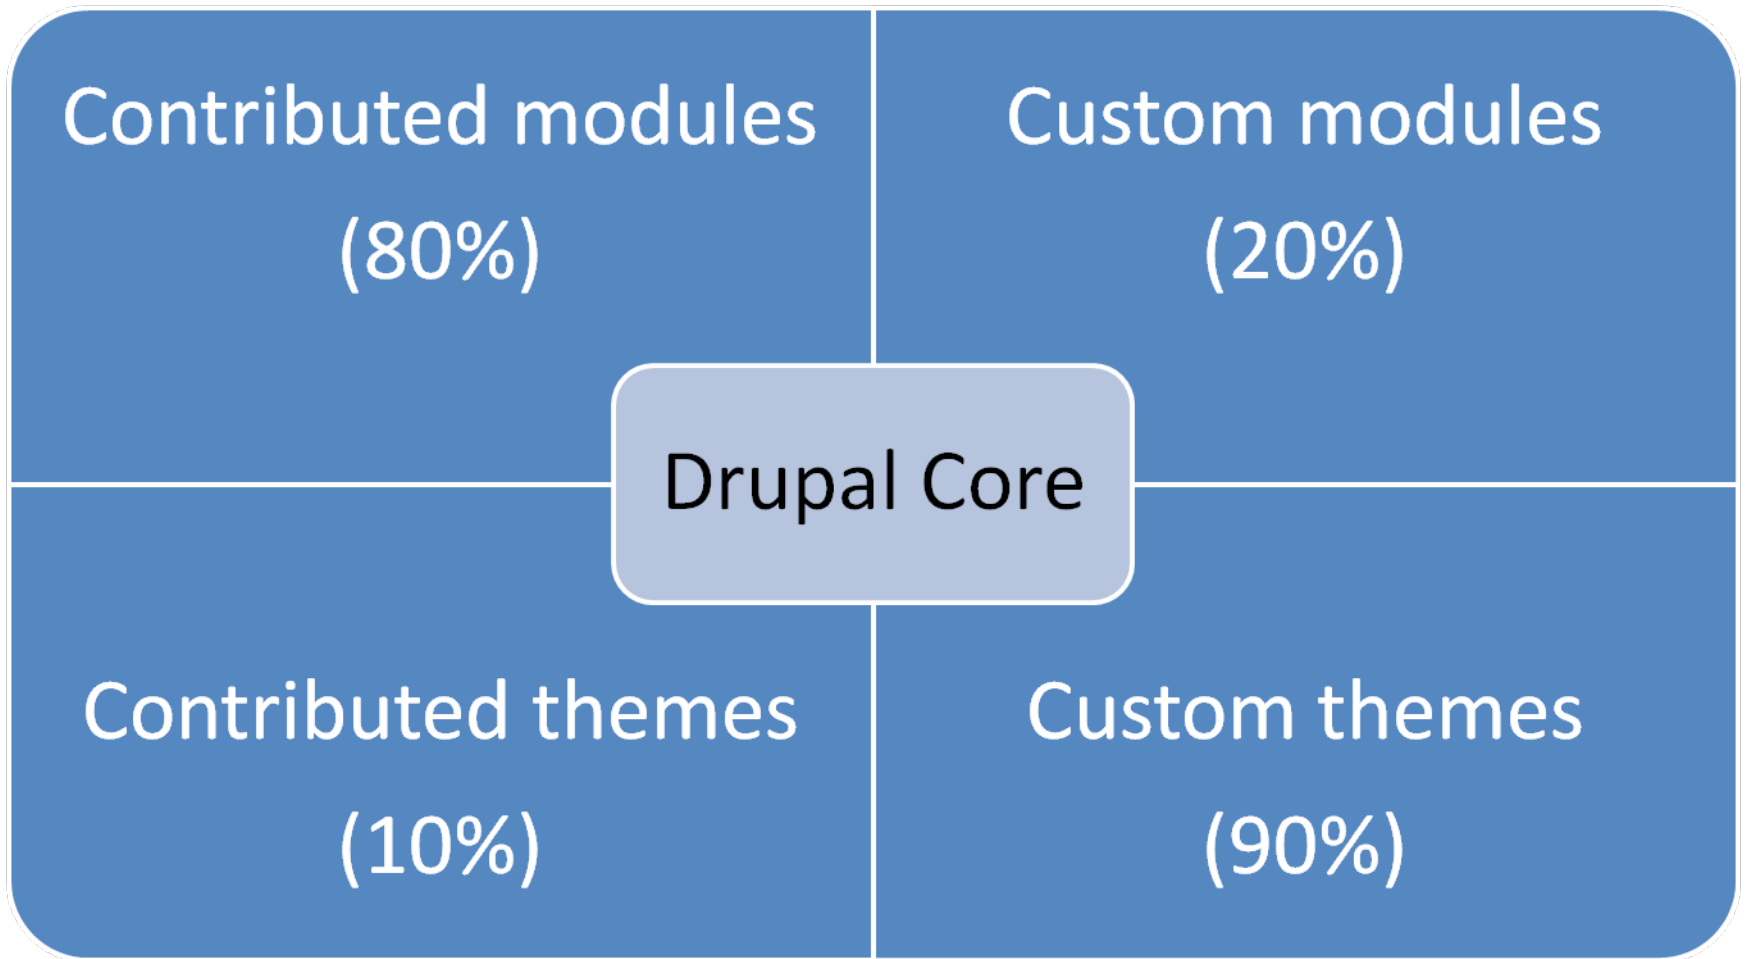 Contributed modules
(80%)
Custom modules
(20%)
Drupal Core
Contributed themes
(10%)
Custom themes
(90%)